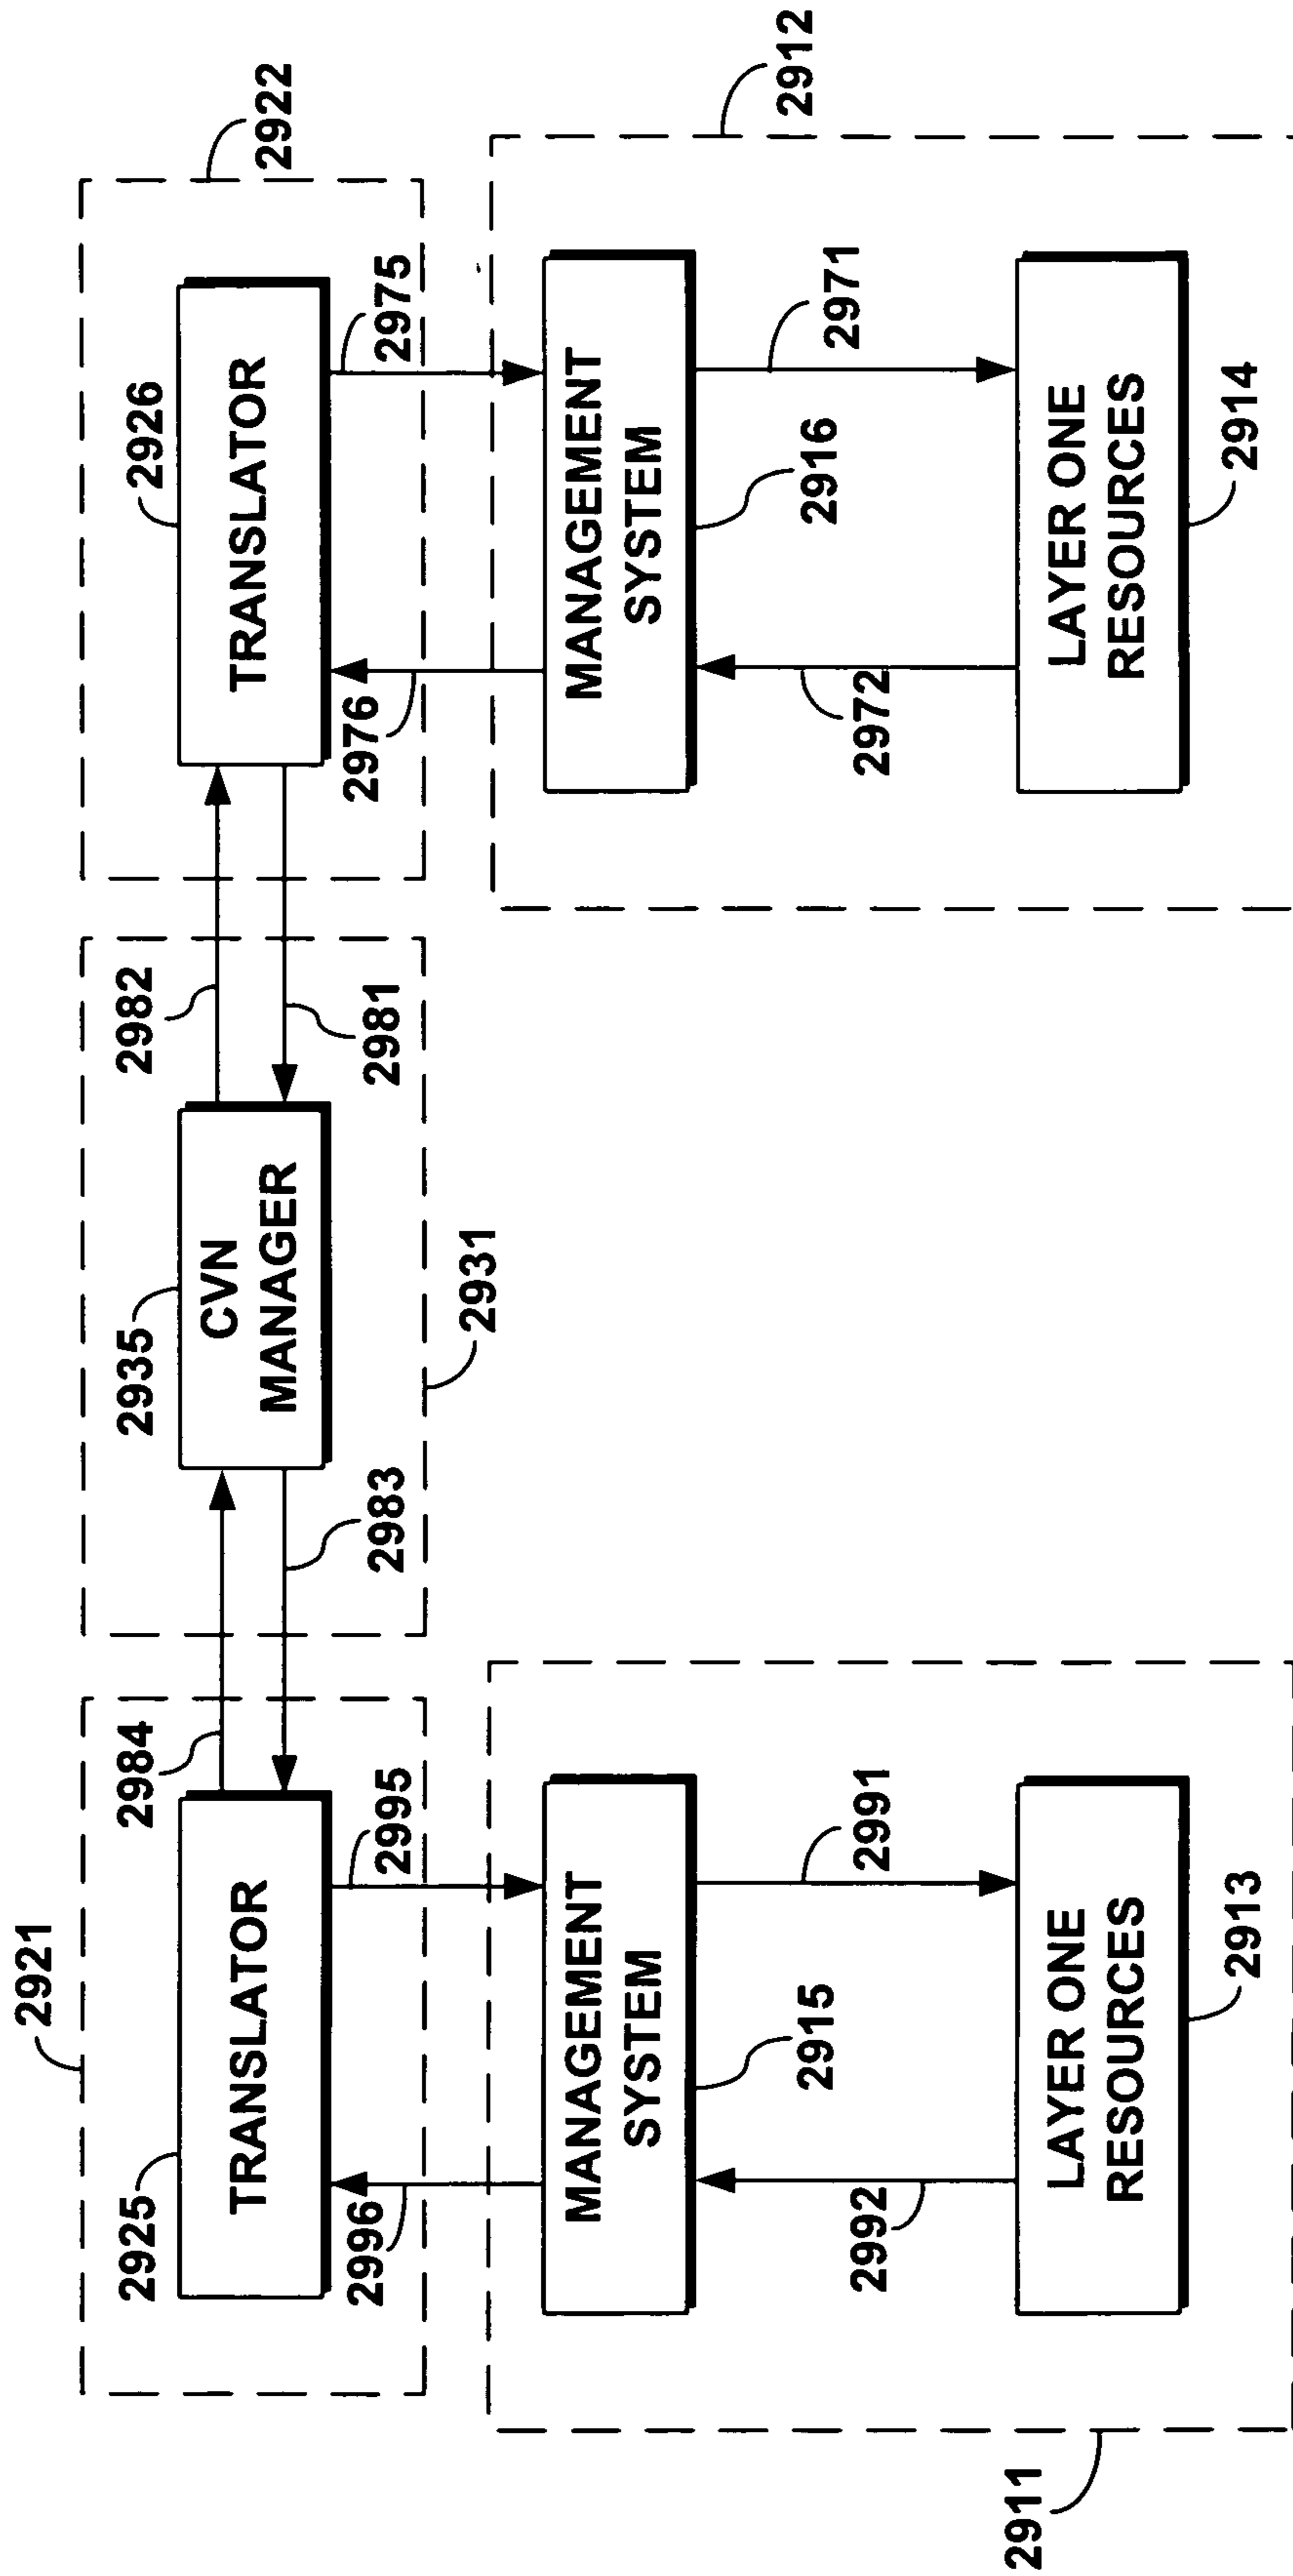 2921
2925
TRANSLATOR
2984
2983
2935
CVN
MANAGER
2931
2982
2981
2926
TRANSLATOR
2922
2996
2995
2976
2975
2911
MANAGEMENT
SYSTEM
2915
2992
2991
LAYER ONE
RESOURCES
2913
2912
MANAGEMENT
SYSTEM
2916
2972
2971
LAYER ONE
RESOURCES
2914